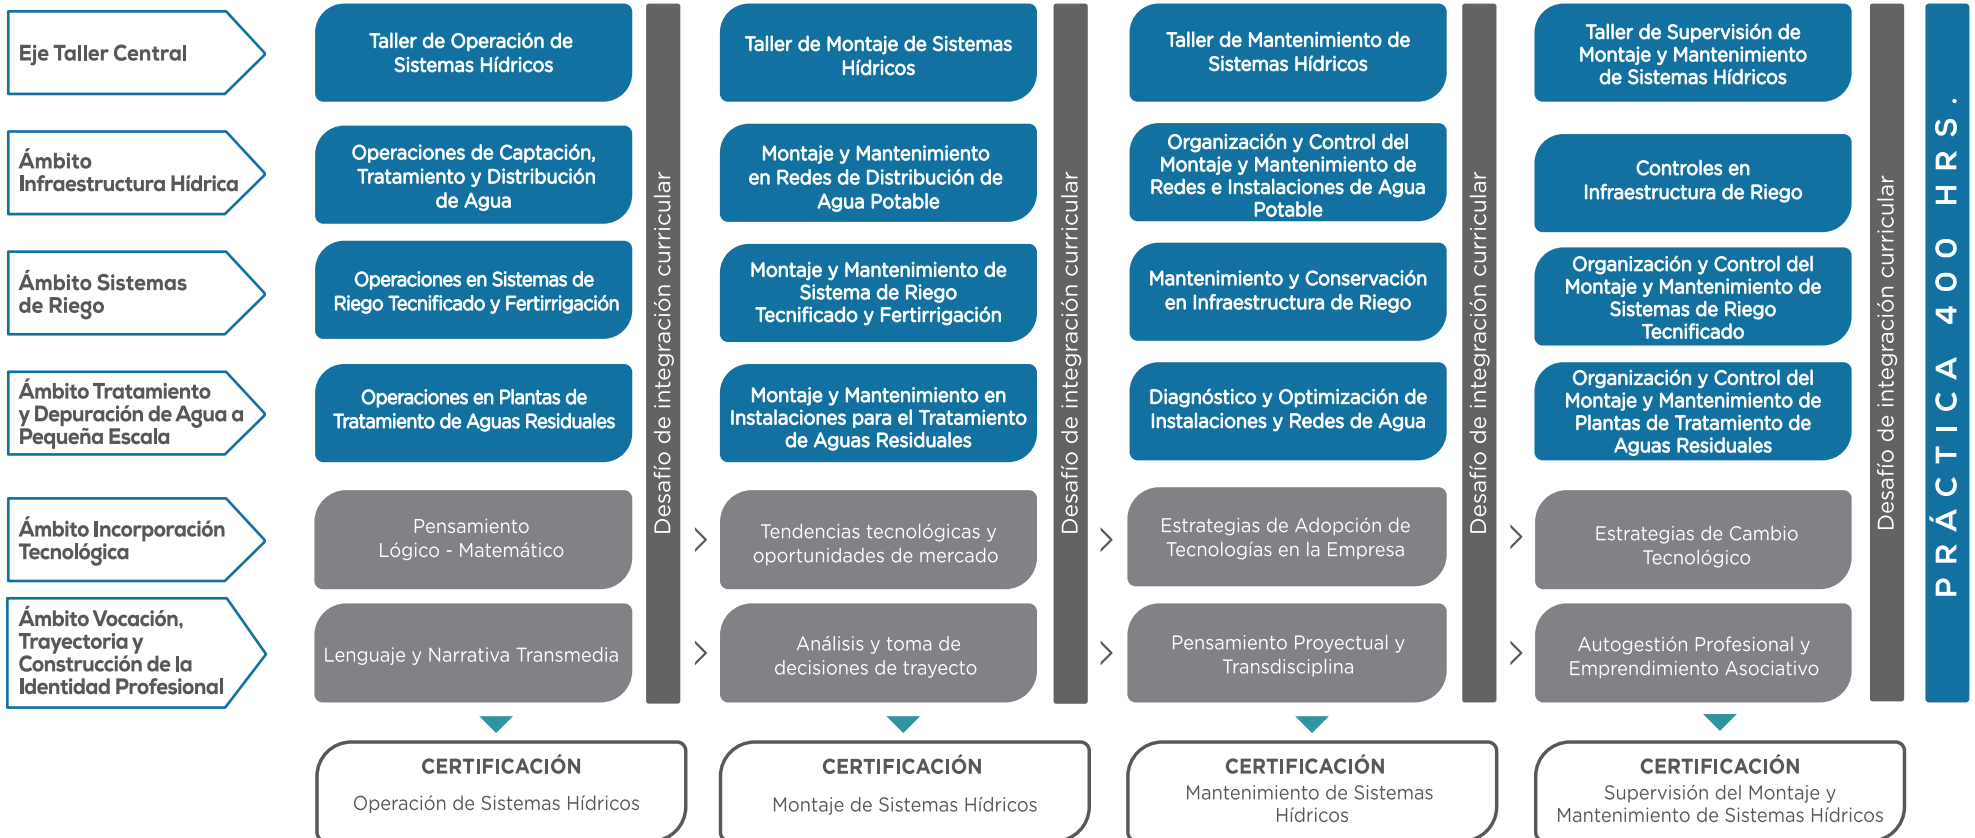 Eje Taller Central
Taller de Operación de
Sistemas Hídricos
Taller de Montaje de Sistemas
Hídricos
Taller de Mantenimiento de
Sistemas Hídricos
Taller de Supervisión de
Montaje y Mantenimiento
de Sistemas Hídricos
Ámbito
Infraestructura Hídrica
Operaciones de Captación,
Tratamiento y Distribución
de Agua
Montaje y Mantenimiento
en Redes de Distribución de
Agua Potable
Organización y Control del
Montaje y Mantenimiento de
Redes e Instalaciones de Agua
Potable
Controles en
Infraestructura de Riego
Ámbito Sistemas
de Riego
Operaciones en Sistemas de
Riego Tecnificado y Fertirrigación
Montaje y Mantenimiento de
Sistema de Riego
Tecnificado y Fertirrigación
Mantenimiento y Conservación
en Infraestructura de Riego
Organización y Control del
Montaje y Mantenimiento de
Sistemas de Riego
Tecnificado
Ámbito Tratamiento
y Depuración de Agua a
Pequeña Escala
Operaciones en Plantas de
Tratamiento de Aguas Residuales
Montaje y Mantenimiento en
Instalaciones para el Tratamiento
de Aguas Residuales
Diagnóstico y Optimización de
Instalaciones y Redes de Agua
Organización y Control del
Montaje y Mantenimiento de
Plantas de Tratamiento de
Aguas Residuales
Ámbito Incorporación
Tecnológica
Pensamiento
Lógico - Matemático
Tendencias tecnológicas y
oportunidades de mercado
Estrategias de Adopción de
Tecnologías en la Empresa
Estrategias de Cambio
Tecnológico
Ámbito Vocación,
Trayectoria y
Construcción de la
Identidad Profesional
Lenguaje y Narrativa Transmedia
Análisis y toma de
decisiones de trayecto
Pensamiento Proyectual y
Transdisciplina
Autogestión Profesional y
Emprendimiento Asociativo
Desafío de integración curricular
Desafío de integración curricular
Desafío de integración curricular
Desafío de integración curricular
PRÁCTICA 400 HRS.
CERTIFICACIÓN
Operación de Sistemas Hídricos
CERTIFICACIÓN
Montaje de Sistemas Hídricos
CERTIFICACIÓN
Mantenimiento de Sistemas
Hídricos
CERTIFICACIÓN
Supervisión del Montaje y
Mantenimiento de Sistemas Hídricos